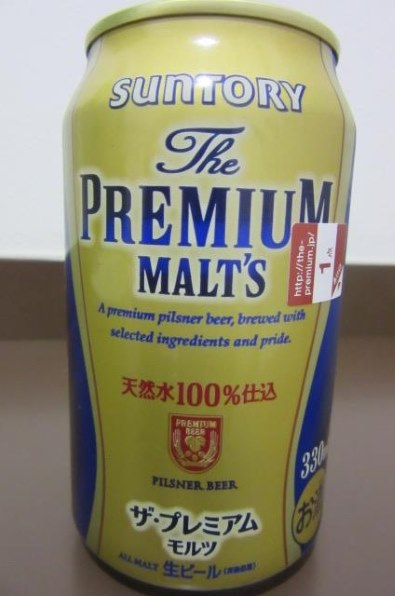 SUNTORY
The
PREMIUM
MALT'S
http://the-
premium.jp/
1
A premium pilsner beer, brewed with
selected ingredients and pride.
天然水100%仕込
PREMIUM
BEER
PILSNER BEER
330
お
ザ・プレミアム
モルツ
ALL MALT 生ビール